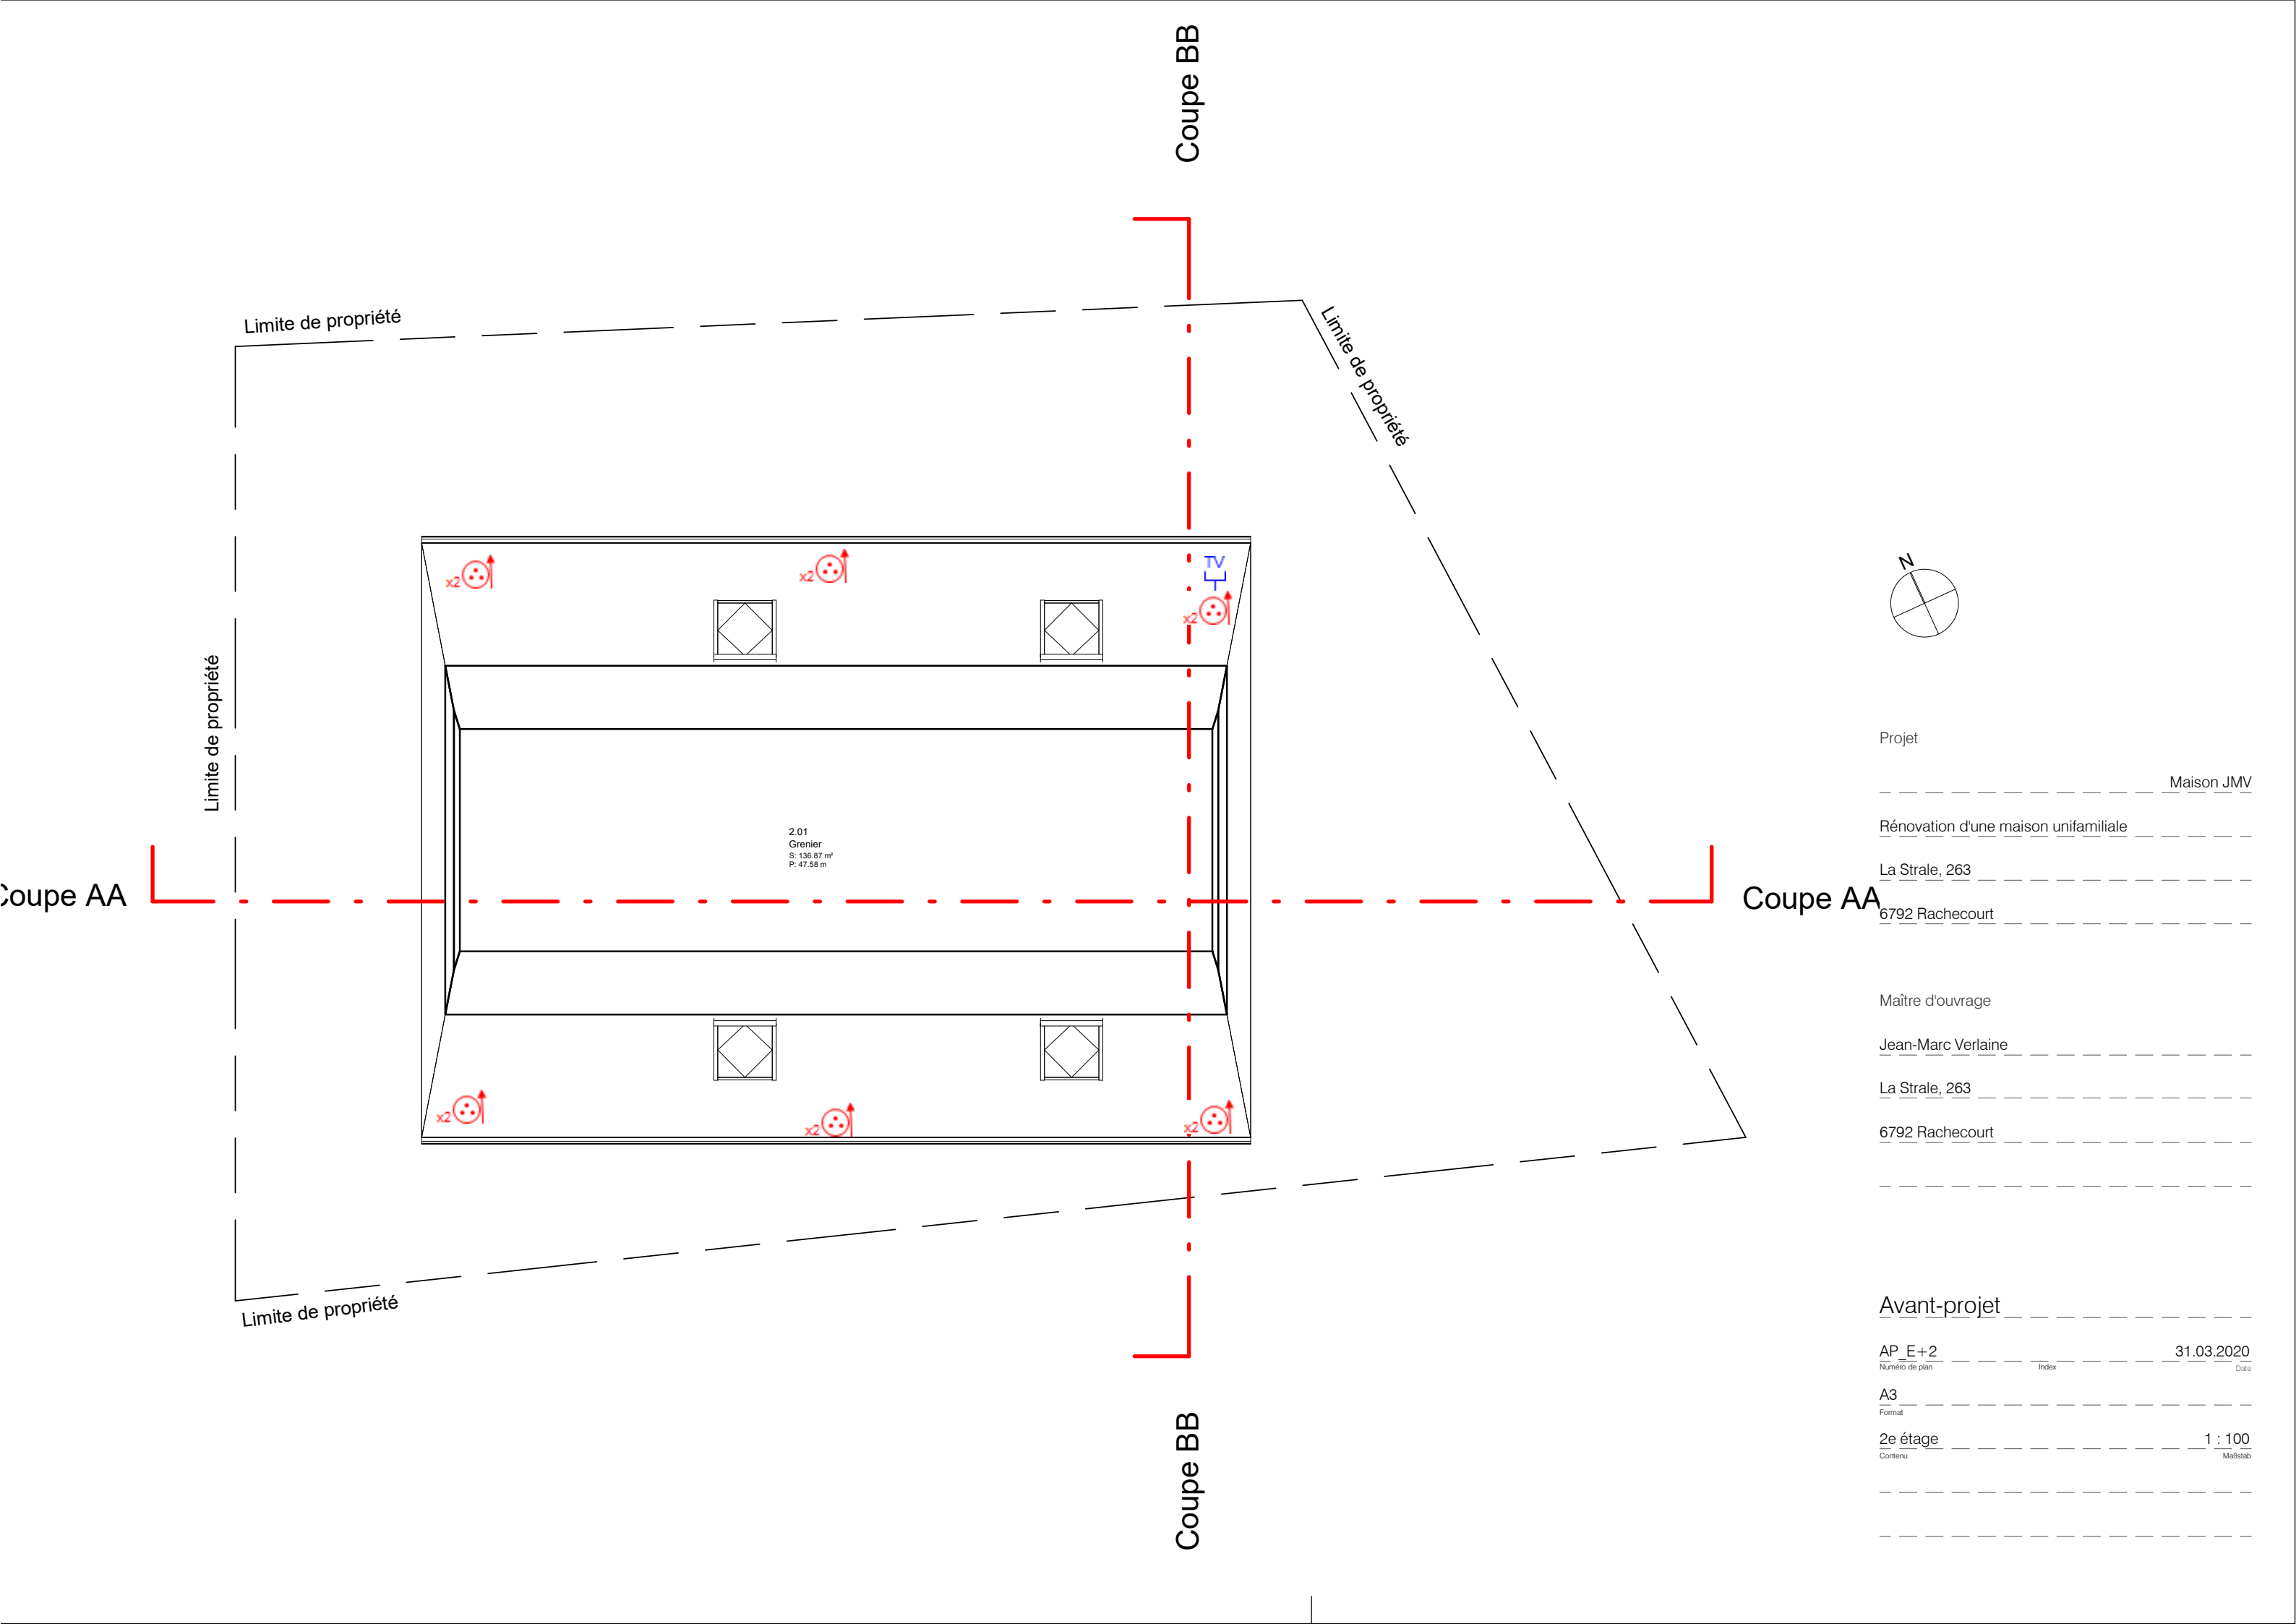 Coupe BB
Limite de propriété
Limite de propriété
Limite de propriété
TV
x2
x2
x2
N
2.01
Grenier
S: 136.87 m²
P: 47.58 m
Coupe AA
Coupe AA
x2
x2
x2
Limite de propriété
Coupe BB
Projet
Maison JMV
Rénovation d'une maison unifamiliale
La Strale, 263
6792 Rachecourt
Maître d'ouvrage
Jean-Marc Verlaine
La Strale, 263
6792 Rachecourt
Avant-projet
AP_E+2 31.03.2020
Numéro de plan Index Date
A3
Format
2e étage 1 : 100
Contenu Maßstab